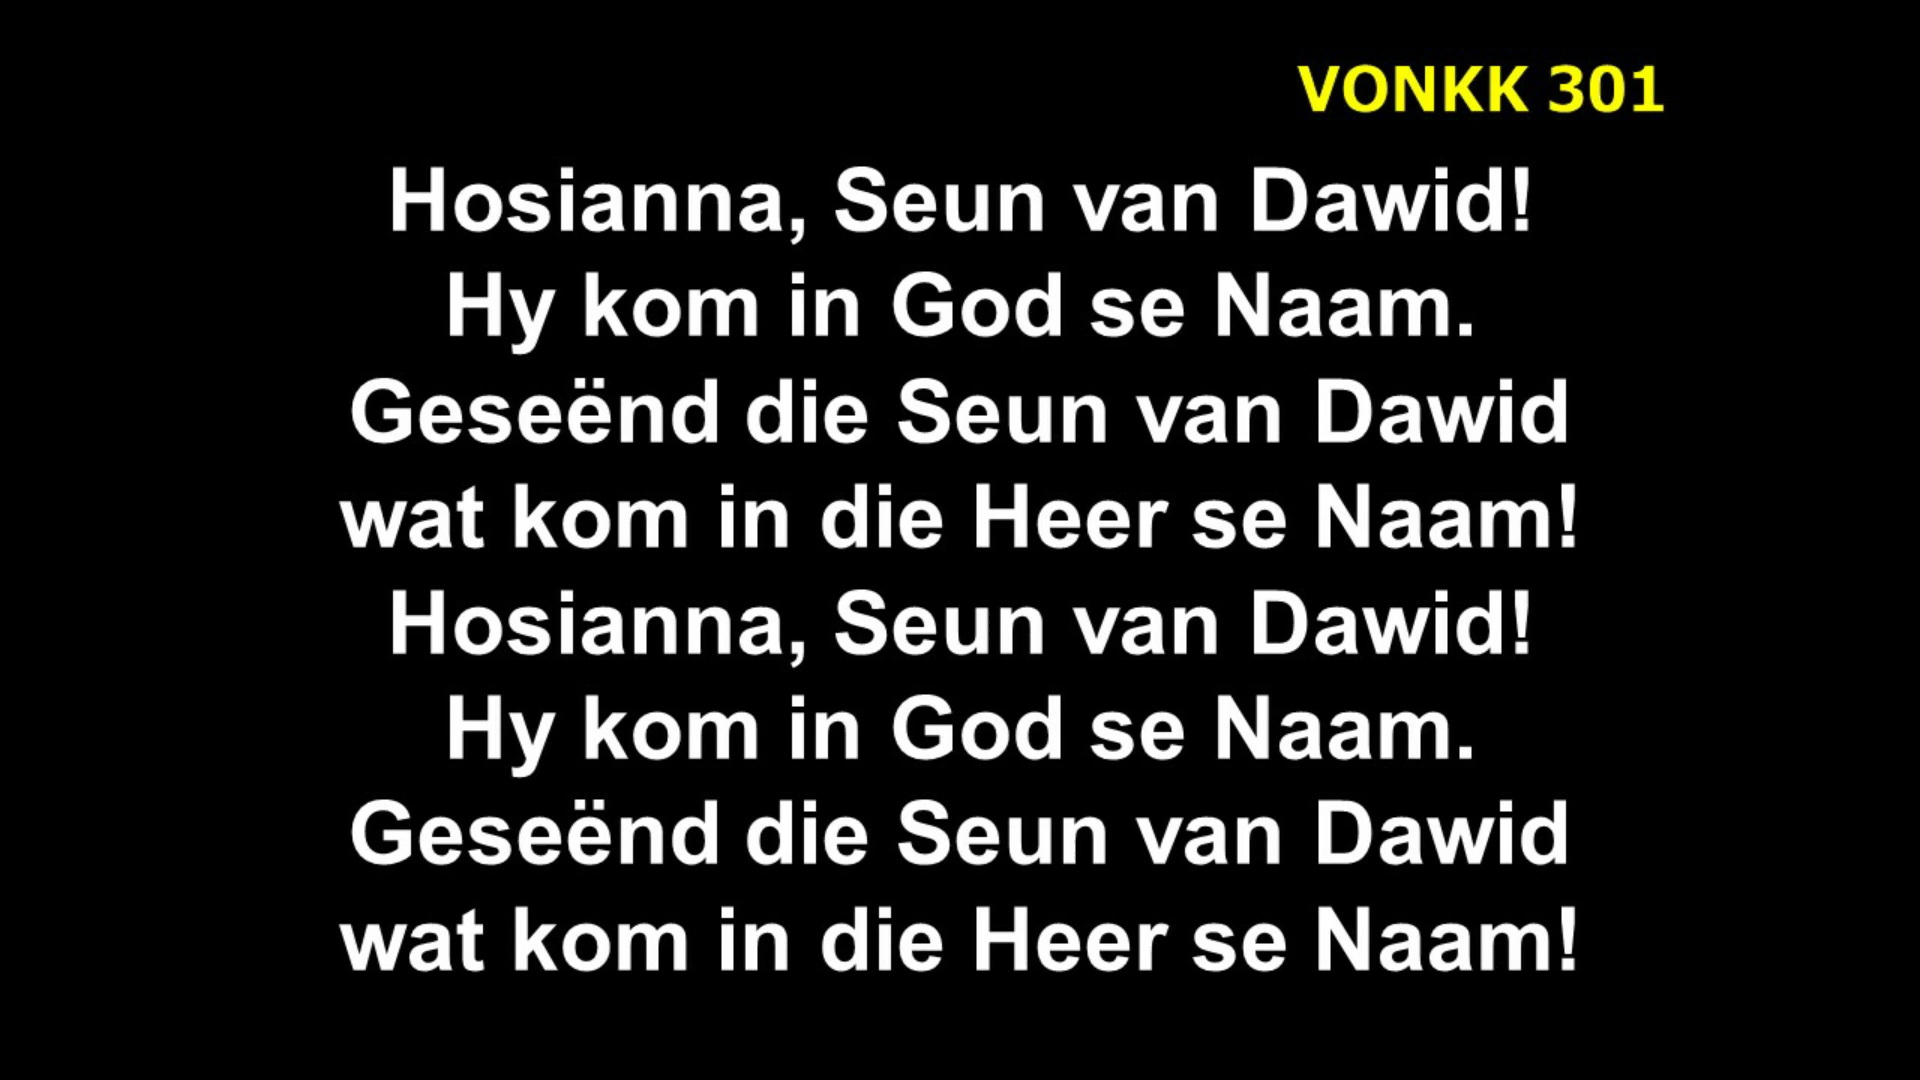 VONKK 301
Hosianna, Seun van Dawid!
Hy kom in God se Naam.
Geseënd die Seun van Dawid
wat kom in die Heer se Naam!
Hosianna, Seun van Dawid!
Hy kom in God se Naam.
Geseënd die Seun van Dawid
wat kom in die Heer se Naam!